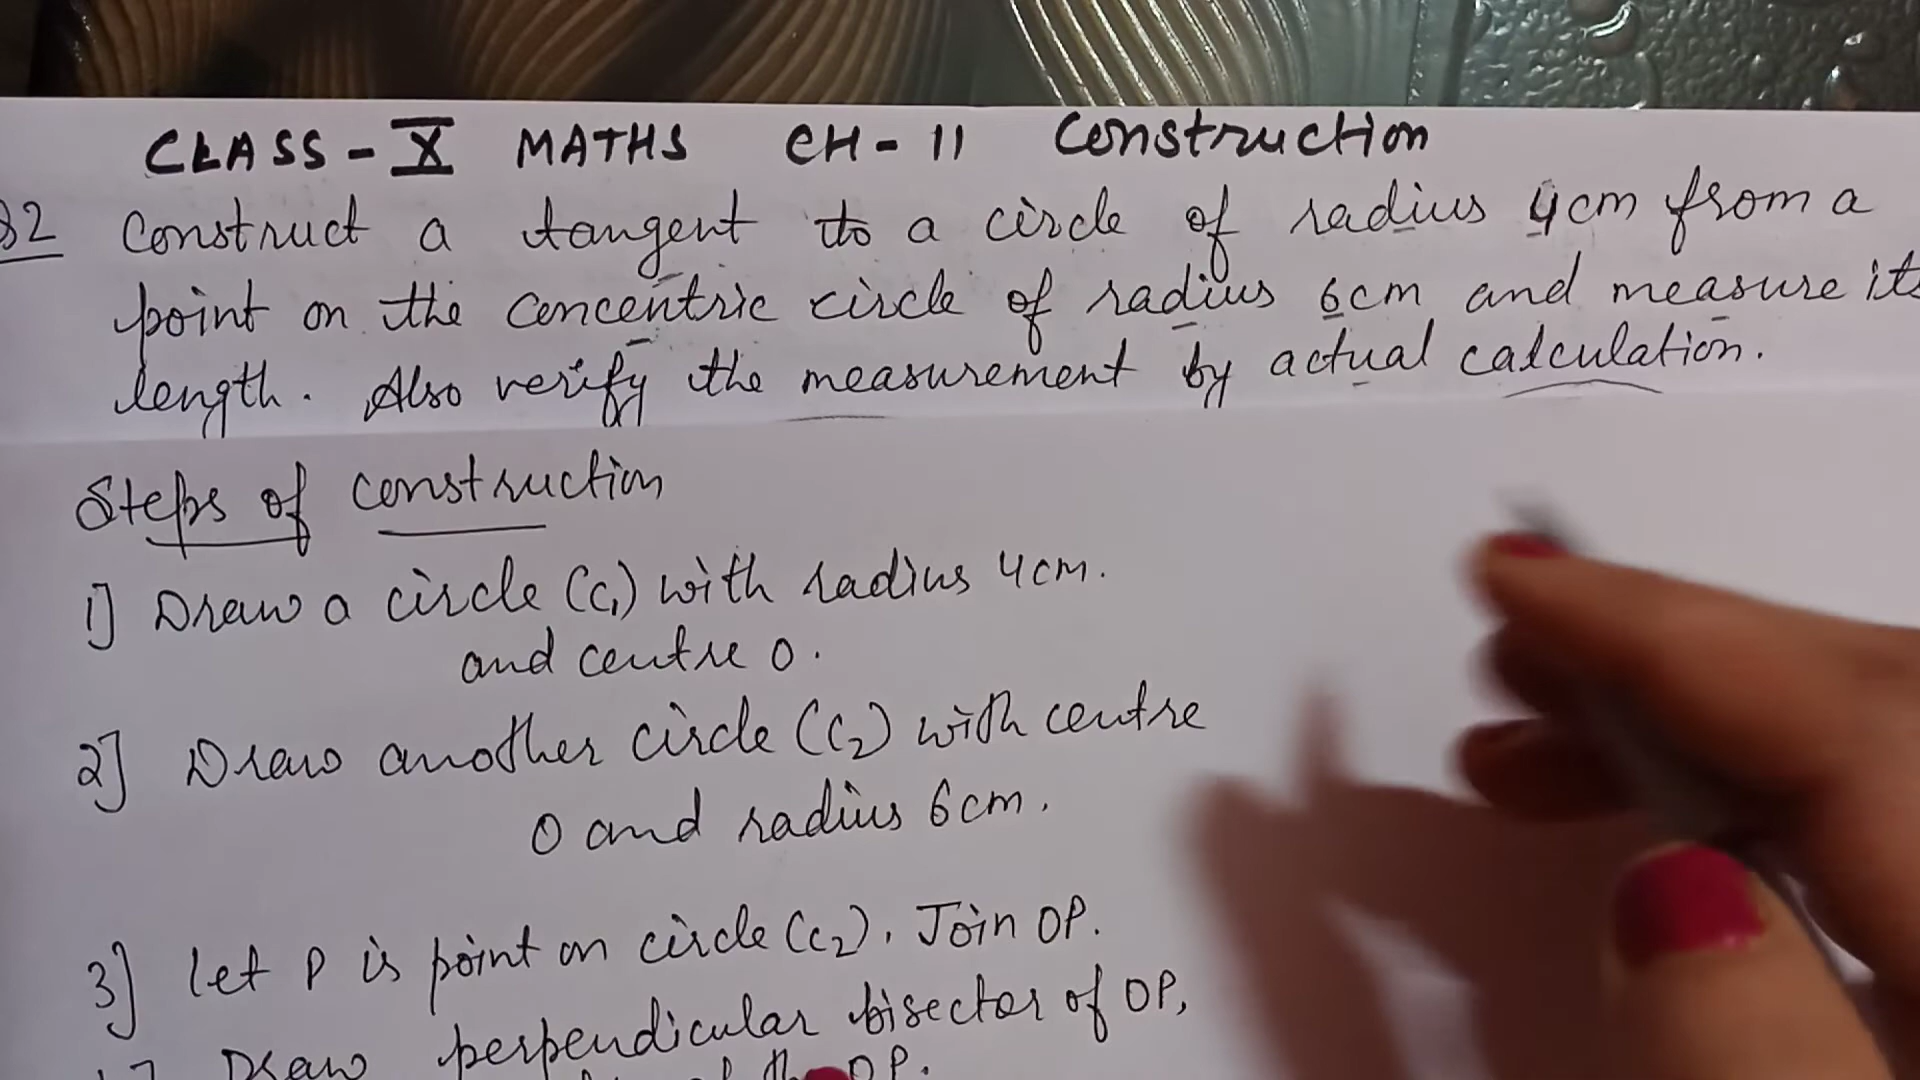 CLASS - X MATHS CH - 11 Construction
Q2 Construct a tangent to a circle of radius 4cm from a
point on the concentric circle of radius 6cm and measure its
length. Also verify the measurement by actual calculation.
Steps of construction
1] Draw a circle (C1) with radius 4cm.
and centre O.
2] Draw another circle (C2) with centre
O and radius 6cm.
3] Let P is point on circle (C2). Join OP.
Draw perpendicular bisector of OP,
OP.